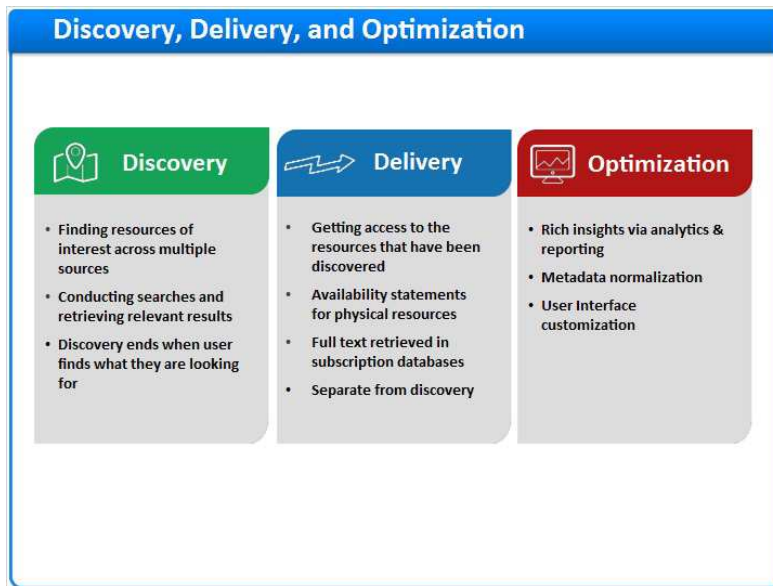 Discovery, Delivery, and Optimization
Discovery
• Finding resources of
interest across multiple
sources
• Conducting searches and
retrieving relevant results
• Discovery ends when user
finds what they are looking
for
Delivery
• Getting access to the
resources that have been
discovered
• Availability statements
for physical resources
• Full text retrieved in
subscription databases
• Separate from discovery
Optimization
• Rich insights via analytics &
reporting
• Metadata normalization
• User Interface
customization